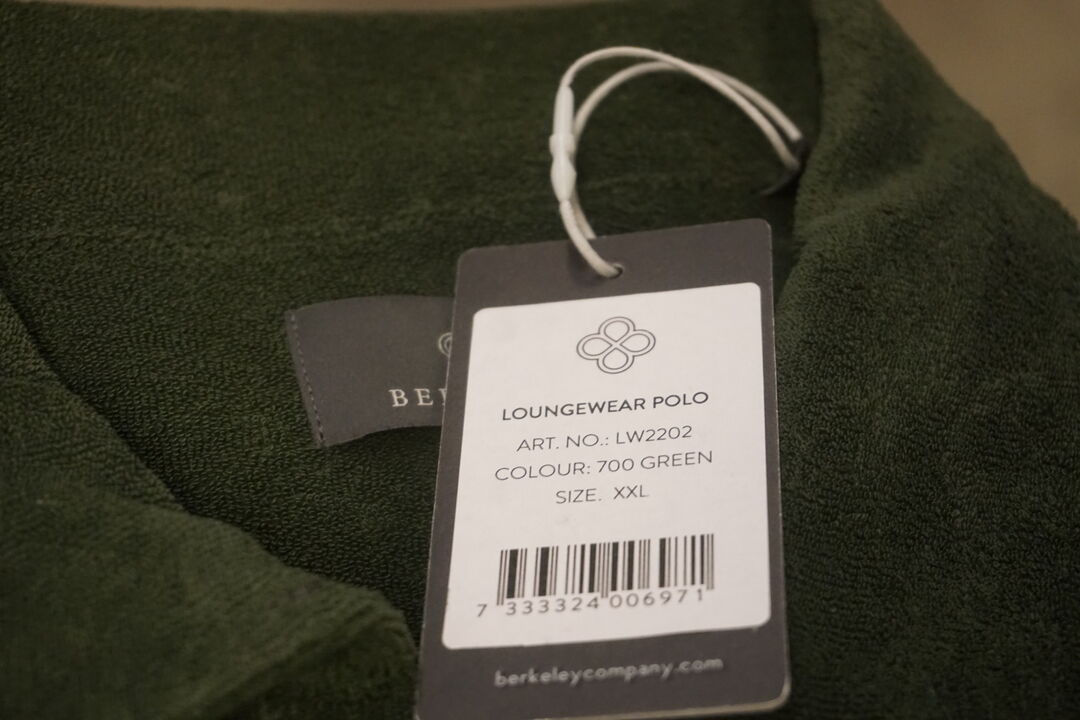 BE
LOUNGEWEAR POLO
ART. NO.: LW2202
COLOUR: 700 GREEN
SIZE. XXL
7 333324 006971
berkeleycompany.com